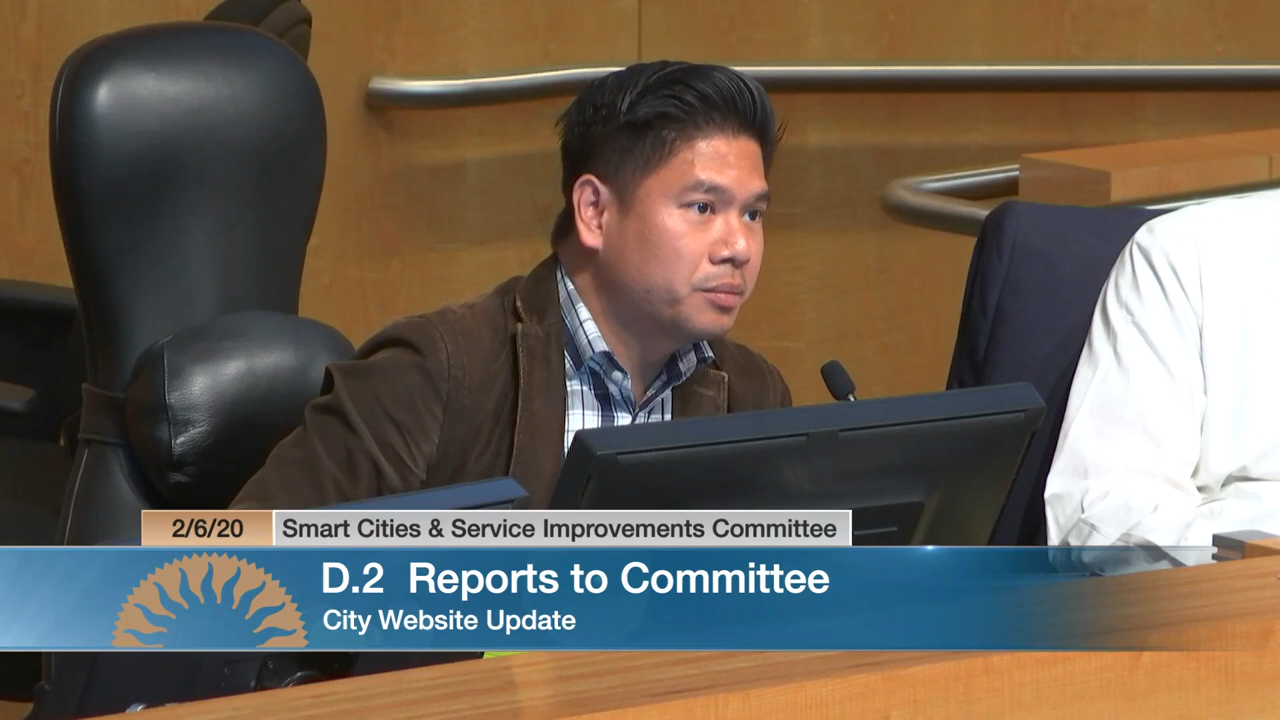 2/6/20
Smart Cities & Service Improvements Committee
D.2 Reports to Committee
City Website Update